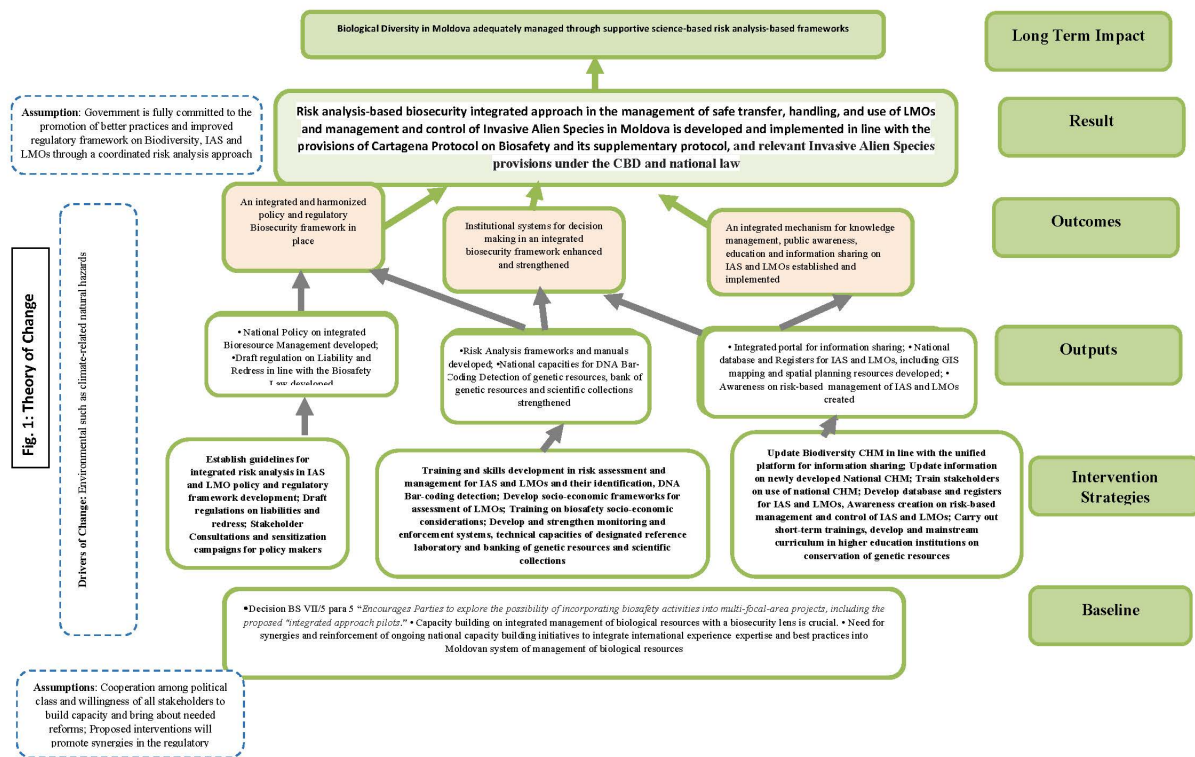 Biological Diversity in Moldova adequately managed through supportive science-based risk analysis-based frameworks
Long Term Impact
Assumption: Government is fully committed to the
promotion of better practices and improved
regulatory framework on Biodiversity, IAS and
LMOs through a coordinated risk analysis approach
Risk analysis-based biosecurity integrated approach in the management of safe transfer, handling, and use of LMOs
and management and control of Invasive Alien Species in Moldova is developed and implemented in line with the
provisions of Cartagena Protocol on Biosafety and its supplementary protocol, and relevant Invasive Alien Species
provisions under the CBD and national law
Result
An integrated and harmonized
policy and regulatory
Biosecurity framework in
place
Institutional systems for decision
making in an integrated
biosecurity framework enhanced
and strengthened
An integrated mechanism for knowledge
management, public awareness,
education and information sharing on
IAS and LMOs established and
implemented
Outcomes
Fig. 1: Theory of Change
Drivers of Change: Environmental such as climate-related natural hazards
• National Policy on integrated
Bioresource Management developed;
•Draft regulation on Liability and
Redress in line with the Biosafety
Law developed
•Risk Analysis frameworks and manuals
developed; •National capacities for DNA Bar-
Coding Detection of genetic resources, bank of
genetic resources and scientific collections
strengthened
• Integrated portal for information sharing; • National
database and Registers for IAS and LMOs, including GIS
mapping and spatial planning resources developed; •
Awareness on risk-based management of IAS and LMOs
created
Outputs
Establish guidelines for
integrated risk analysis in IAS
and LMO policy and regulatory
framework development; Draft
regulations on liabilities and
redress; Stakeholder
Consultations and sensitization
campaigns for policy makers
Training and skills development in risk assessment and
management for IAS and LMOs and their identification, DNA
Bar-coding detection; Develop socio-economic frameworks for
assessment of LMOs; Training on biosafety socio-economic
considerations; Develop and strengthen monitoring and
enforcement systems, technical capacities of designated reference
laboratory and banking of genetic resources and scientific
collections
Update Biodiversity CHM in line with the unified
platform for information sharing; Update information
on newly developed National CHM; Train
stakeholders on use of national CHM; Develop database and
registers for IAS and LMOs, Awareness creation on risk-based
management and control of IAS and LMOs; Carry out
short-term trainings, develop and mainstream
curriculum in higher education institutions on
conservation of genetic resources
Intervention
Strategies
•Decision BS VII/5 para 5 “Encourages Parties to explore the possibility of incorporating biosafety activities into multi-focal-area projects, including the
proposed “integrated approach pilots.” • Capacity building on integrated management of biological resources with a biosecurity lens is crucial. • Need for
synergies and reinforcement of ongoing national capacity building initiatives to integrate international experience expertise and best practices into
Moldovan system of management of biological resources
Baseline
Assumptions: Cooperation among political
class and willingness of all stakeholders to
build capacity and bring about needed
reforms; Proposed interventions will
promote synergies in the regulatory